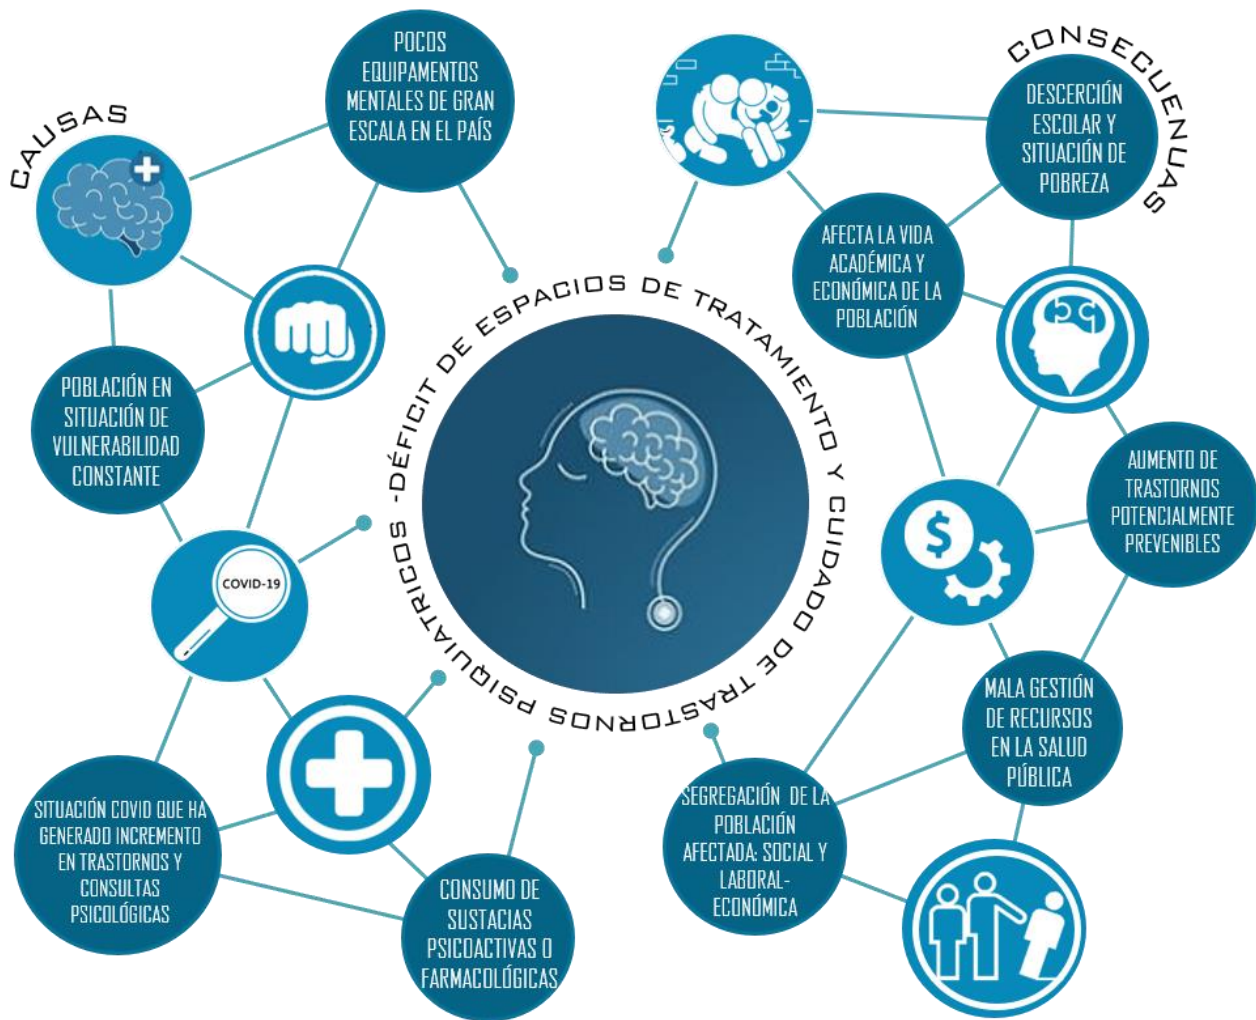 CAUSAS
POCOS
EQUIPAMENTOS
MENTALES DE GRAN
ESCALA EN EL PAÍS
POBLACIÓN EN
SITUACIÓN DE
VULNERABILIDAD
CONSTANTE
COVID-19
SITUACIÓN COVID QUE HA
GENERADO INCREMENTO
EN TRASTORNOS Y
CONSULTAS
PSICOLÓGICAS
CONSUMO DE
SUSTACIAS
PSICOACTIVAS O
FARMACOLÓGICAS
-DÉFICIT DE ESPACIOS DE TRATAMIENTO Y CUIDADO DE TRASTORNOS PSIQUIATRICOS
CONSECUENUAS
DESCERCIÓN
ESCOLAR Y
SITUACIÓN DE
POBREZA
AFECTA LA VIDA
ACADÉMICA Y
ECONÓMICA DE LA
POBLACIÓN
$
AUMENTO DE
TRASTORNOS
POTENCIALMENTE
PREVENIBLES
MALA GESTIÓN
DE RECURSOS
EN LA SALUD
PÚBLICA
SEGREGACIÓN DE LA
POBLACIÓN
AFECTADA: SOCIAL Y
LABORAL-
ECONÓMICA